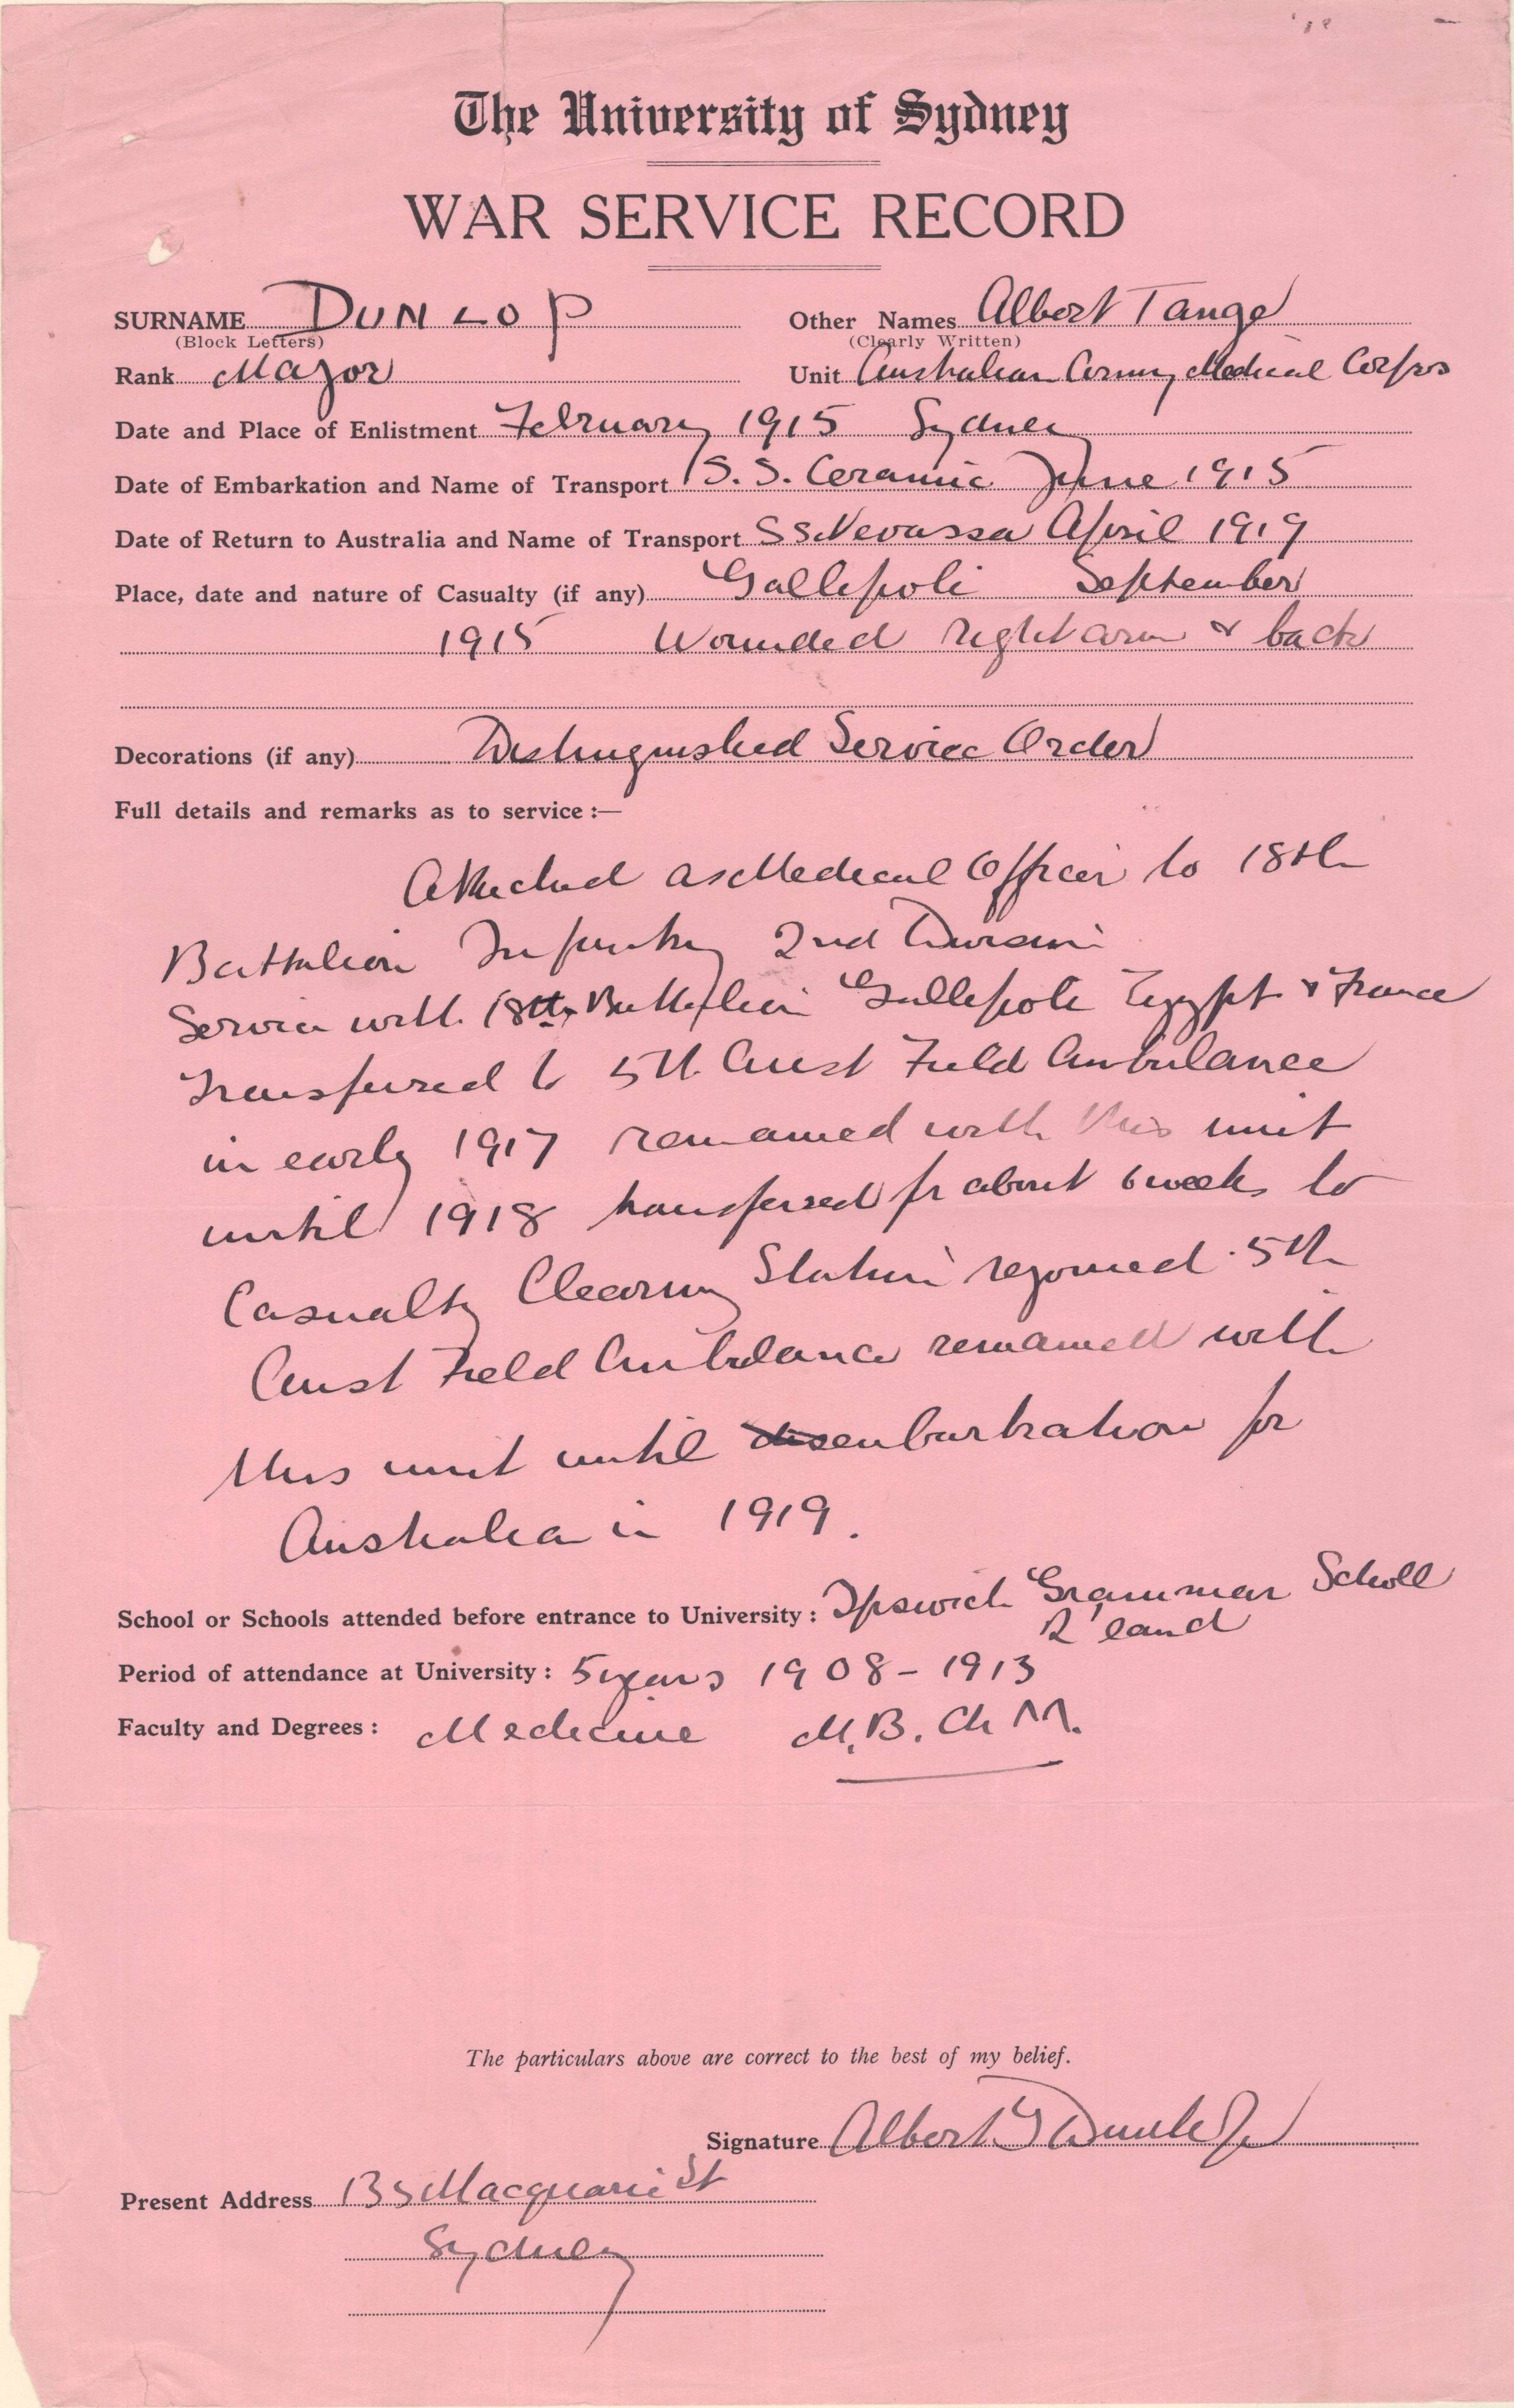 The University of Sydney
WAR SERVICE RECORD
SURNAME DUNLOP Other Names Albert Tange
(Block Letters) (Clearly Written)
Rank Major Unit Australian Army Medical Corps
Date and Place of Enlistment February 1915 Sydney
Date of Embarkation and Name of Transport S.S. Ceramic June 1915
Date of Return to Australia and Name of Transport SS Nevassa April 1919
Place, date and nature of Casualty (if any) Gallepoli September
1915 Wounded right arm & back
Decorations (if any) Distinguished Service Order
Full details and remarks as to service :—
Attached as Medical Officer to 18th
Battalion Infantry 2nd Division
Service with 18th Battalion Gallepoli Egypt & France
Transferred to 5th Aust Field Ambulance
in early 1917 remained with this unit
until 1918 transferred for about 6 weeks to
Casualty Clearing Station rejoined 5th
Aust Field Ambulance remained with
this unit until disembarkation for
Australia in 1919.
School or Schools attended before entrance to University : Ipswich Grammar Scholl
Q'land
Period of attendance at University : 5 years 1908 - 1913
Faculty and Degrees : Medicine M.B. Ch M.
The particulars above are correct to the best of my belief.
Signature Albert T Dunlop
Present Address 135 Macquarie St
Sydney